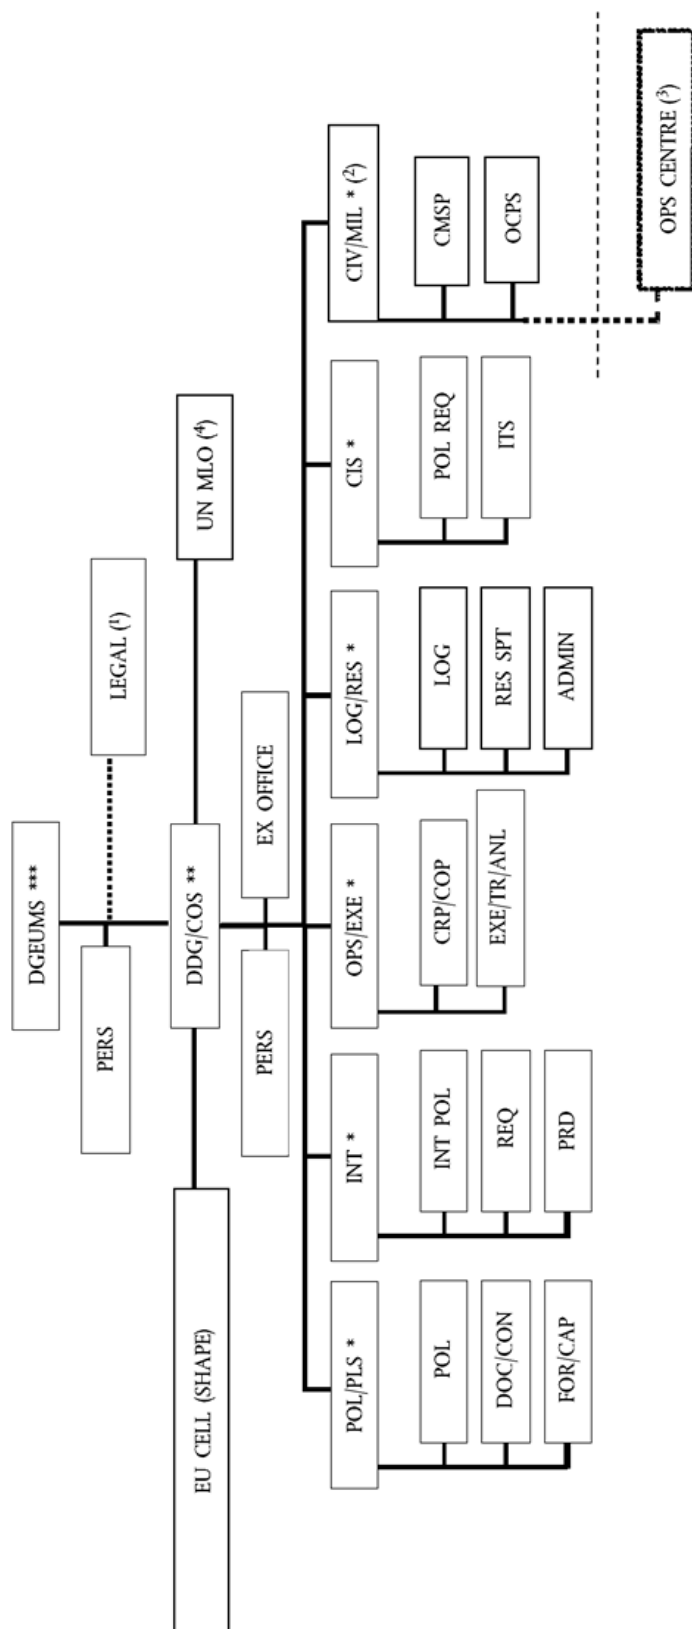 DGEUMS ***
PERS
LEGAL (¹)
EU CELL (SHAPE)
DDG/COS **
UN MLO (⁴)
PERS
EX OFFICE
POL/PLS *
INT *
OPS/EXE *
LOG/RES *
CIS *
CIV/MIL * (²)
POL
DOC/CON
FOR/CAP
INT POL
REQ
PRD
CRP/COP
EXE/TR/ANL
LOG
RES SPT
ADMIN
POL REQ
ITS
CMSP
OCPS
OPS CENTRE (³)